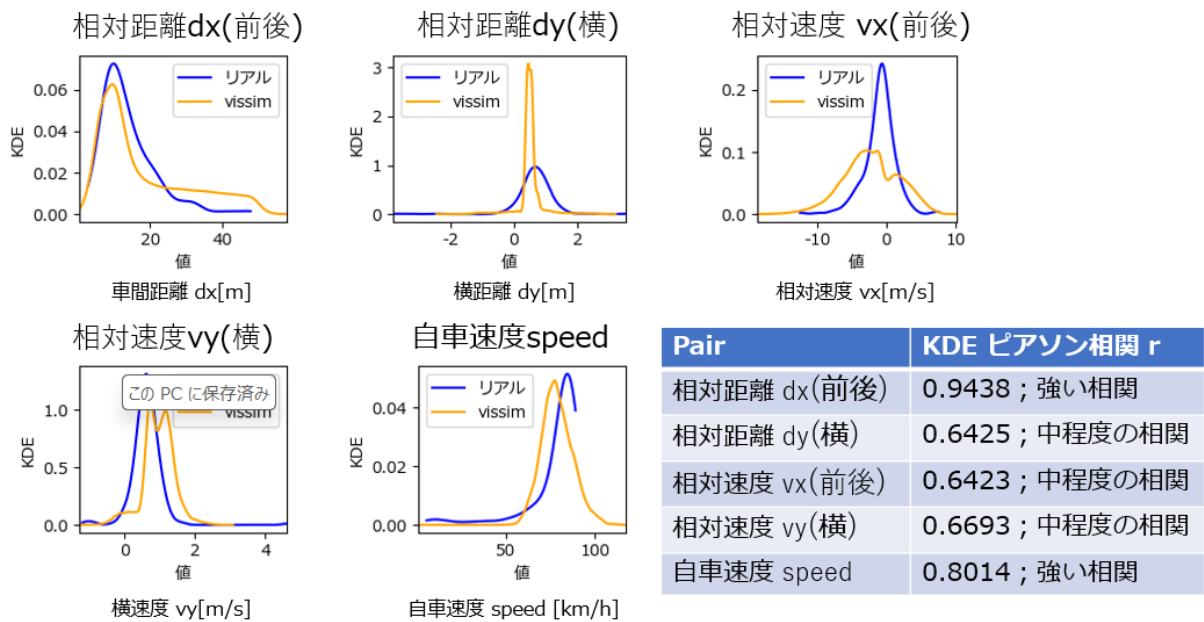 相対距離dx(前後)
相対距離dy(横)
相対速度 vx(前後)
KDE
0.06
0.04
0.02
0.00
リアル
vissim
20
40
値
車間距離 dx[m]
KDE
3
2
1
0
リアル
vissim
-2
0
2
値
横距離 dy[m]
KDE
0.2
0.1
0.0
リアル
vissim
-10
0
10
値
相対速度 vx[m/s]
相対速度vy(横)
自車速度speed
KDE
1.0
0.5
0.0
この PC に保存済み
vissim
0
2
4
値
横速度 vy[m/s]
KDE
0.04
0.02
0.00
リアル
vissim
50
100
値
自車速度 speed [km/h]
Pair KDE ピアソン相関 r
相対距離 dx(前後) 0.9438 ; 強い相関
相対距離 dy(横) 0.6425 ; 中程度の相関
相対速度 vx(前後) 0.6423 ; 中程度の相関
相対速度 vy(横) 0.6693 ; 中程度の相関
自車速度 speed 0.8014 ; 強い相関